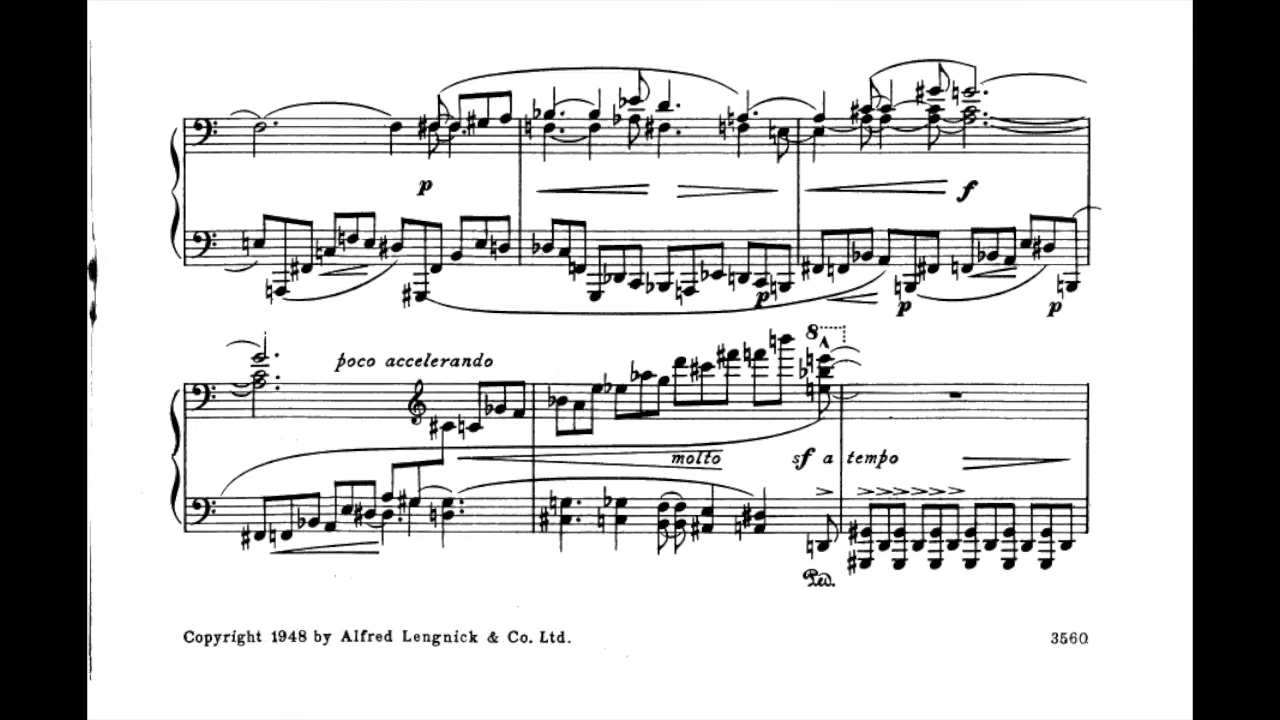 p
f
p p p
poco accelerando
8
molto sf a tempo
Ped.
Copyright 1948 by Alfred Lengnick & Co. Ltd. 3560